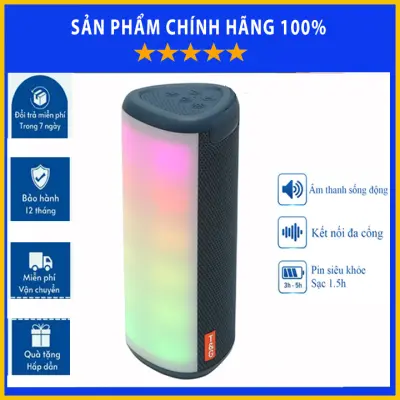 SẢN PHẨM CHÍNH HÃNG 100%
Đổi trả miễn phí
Trong 7 ngày
Bảo hành
12 tháng
Miễn phí
Vận chuyển
Quà tặng
Hấp dẫn
Âm thanh sống động
Kết nối đa cổng
Pin siêu khỏe
Sạc 1.5h
3h - 5h
T&G